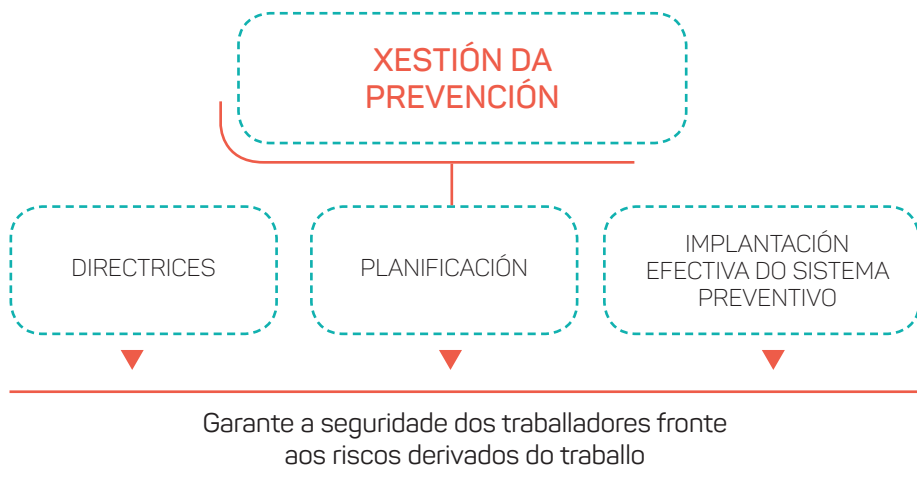 XESTIÓN DA
PREVENCIÓN
DIRECTRICES
PLANIFICACIÓN
IMPLANTACIÓN
EFECTIVA DO SISTEMA
PREVENTIVO
Garante a seguridade dos traballadores fronte
aos riscos derivados do traballo